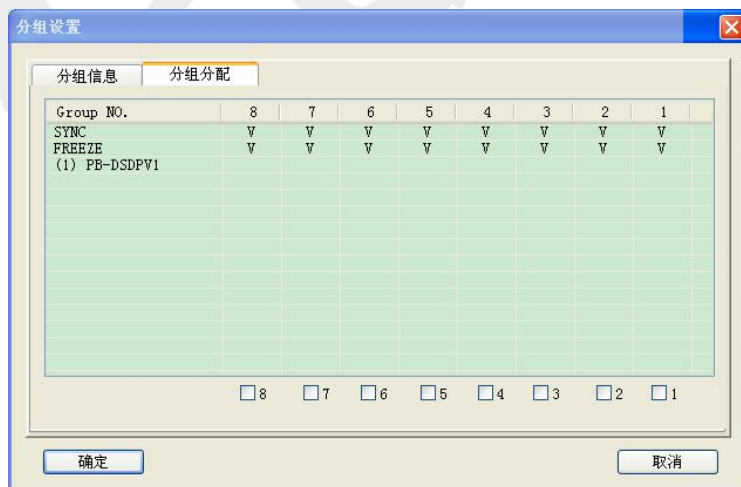 分组设置
分组信息 分组分配
Group NO. 8 7 6 5 4 3 2 1
SYNC V V V V V V V V
FREEZE V V V V V V V V
(1) PB-DSDPV1
8 7 6 5 4 3 2 1
确定 取消